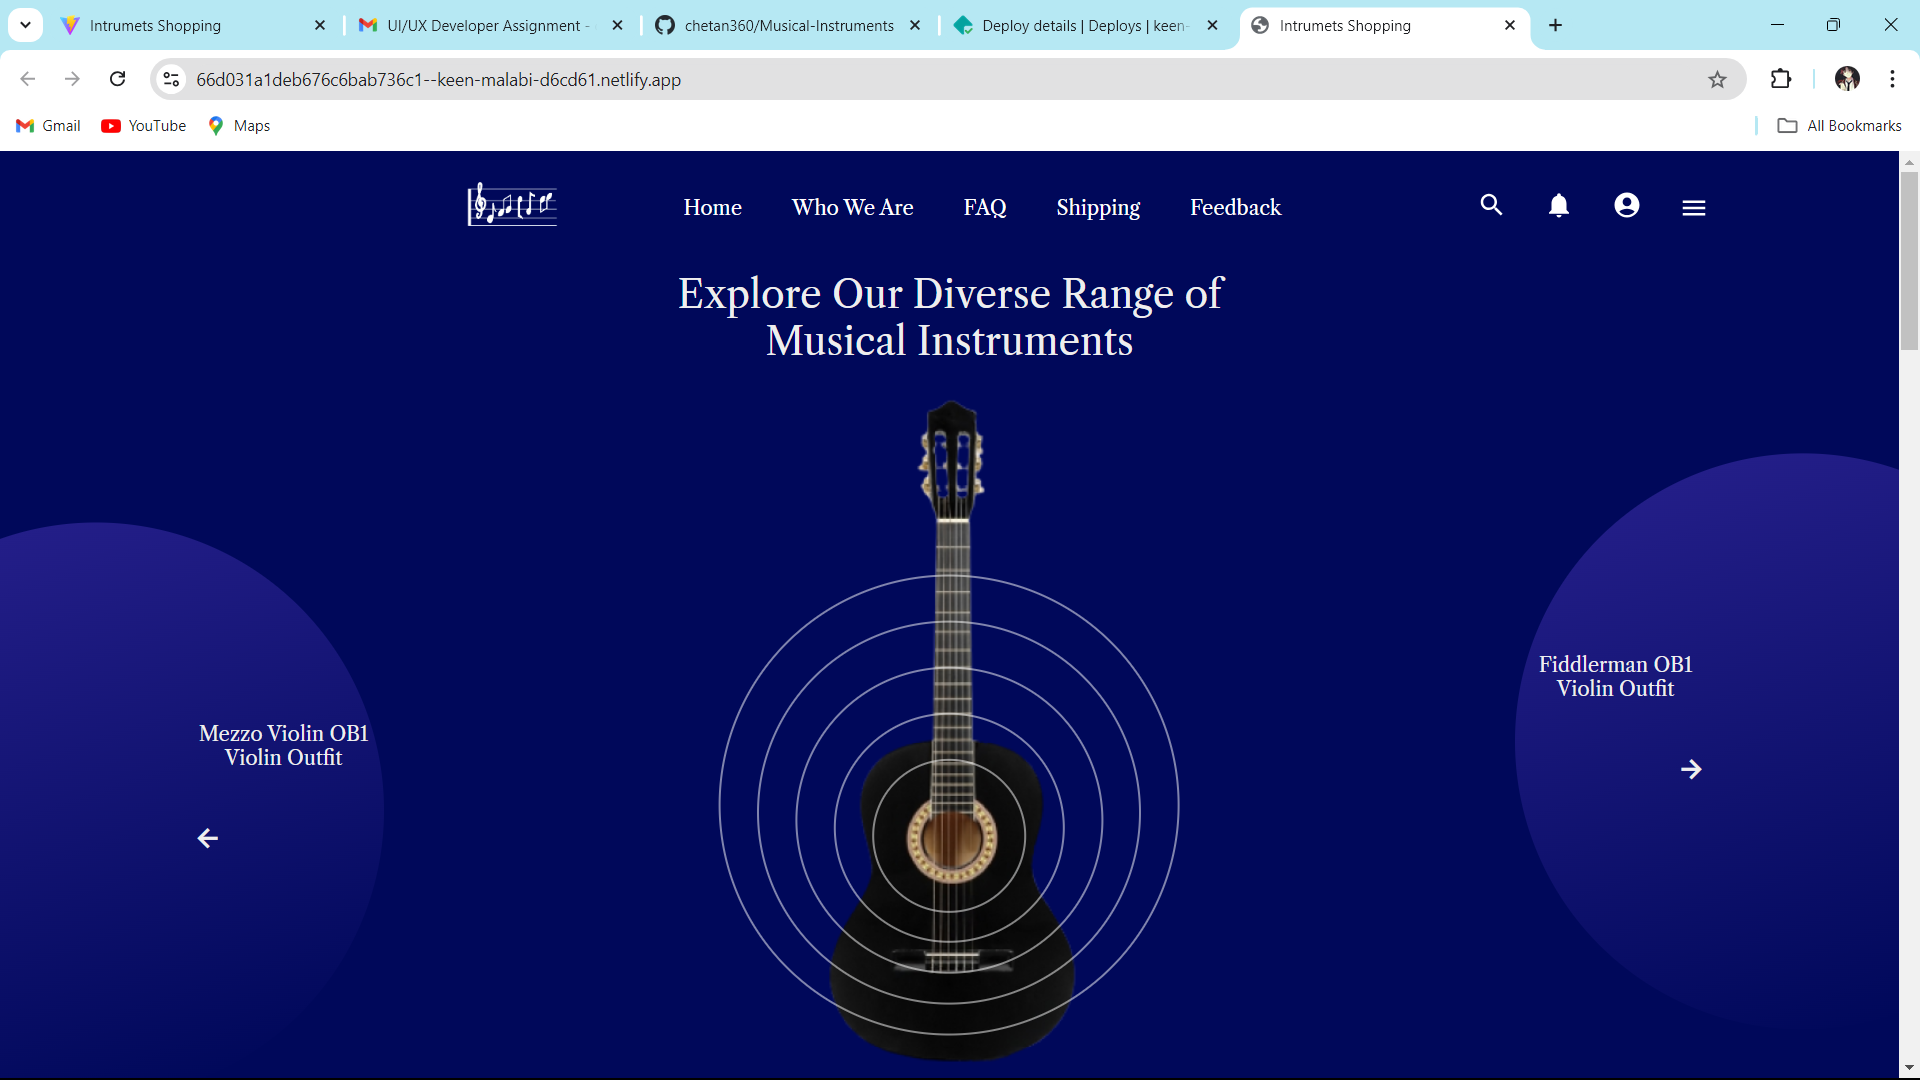 Intrumets Shopping
UI/UX Developer Assignment -
chetan360/Musical-Instruments
Deploy details | Deploys | keen-
Intrumets Shopping
66d031a1deb676c6bab736c1--keen-malabi-d6cd61.netlify.app
Gmail
YouTube
Maps
All Bookmarks
Home
Who We Are
FAQ
Shipping
Feedback
Explore Our Diverse Range of
Musical Instruments
Mezzo Violin OB1
Violin Outfit
Fiddlerman OB1
Violin Outfit